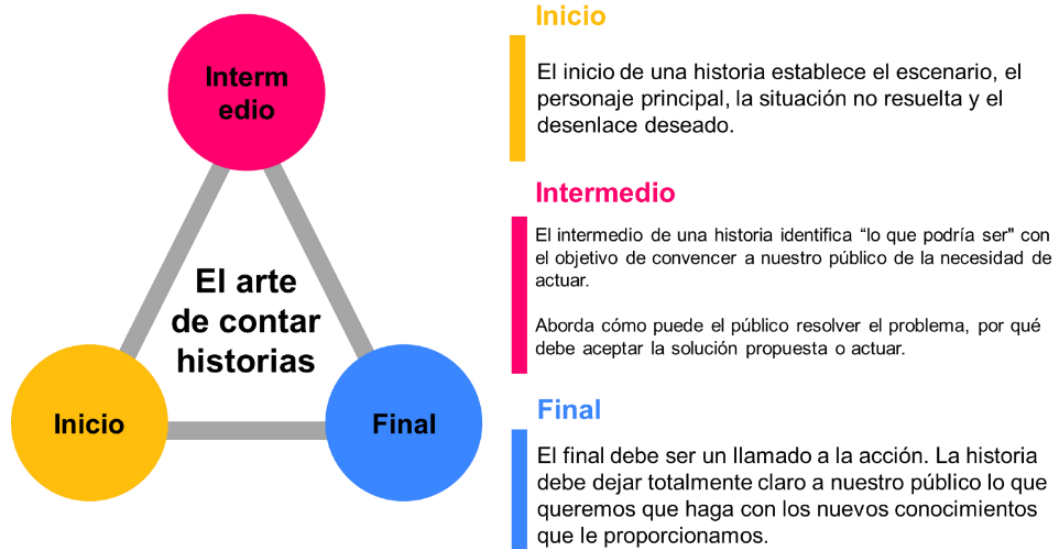 Interm
edio
El arte
de contar
historias
Inicio
Final
Inicio
El inicio de una historia establece el escenario, el
personaje principal, la situación no resuelta y el
desenlace deseado.
Intermedio
El intermedio de una historia identifica “lo que podría ser" con
el objetivo de convencer a nuestro público de la necesidad de
actuar.
Aborda cómo puede el público resolver el problema, por qué
debe aceptar la solución propuesta o actuar.
Final
El final debe ser un llamado a la acción. La historia
debe dejar totalmente claro a nuestro público lo que
queremos que haga con los nuevos conocimientos
que le proporcionamos.